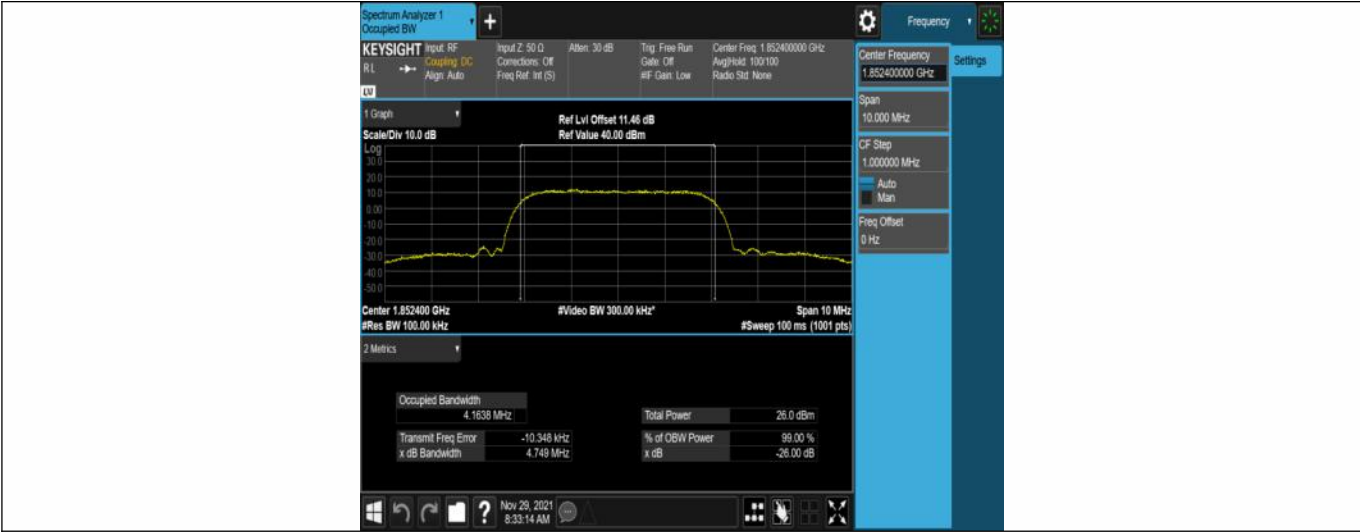 Spectrum Analyzer 1
Occupied BW
+
Frequency
KEYSIGHT
RL
LXI
Input: RF
Coupling: DC
Align: Auto
Input Z: 50 Ω
Corrections: Off
Freq Ref: Int (S)
Atten: 30 dB
Trig: Free Run
Gate: Off
#IF Gain: Low
Center Freq: 1.852400000 GHz
Avg|Hold: 100/100
Radio Std: None
Center Frequency
1.852400000 GHz
Settings
Span
10.000 MHz
CF Step
1.000000 MHz
Auto
Man
Freq Offset
0 Hz
1 Graph
Scale/Div 10.0 dB
Ref Lvl Offset 11.46 dB
Ref Value 40.00 dBm
Log
30.0
20.0
10.0
0.00
-10.0
-20.0
-30.0
-40.0
-50.0
Center 1.852400 GHz
#Video BW 300.00 kHz*
Span 10 MHz
#Res BW 100.00 kHz
#Sweep 100 ms (1001 pts)
2 Metrics
Occupied Bandwidth
4.1638 MHz
Total Power 26.0 dBm
Transmit Freq Error -10.348 kHz
% of OBW Power 99.00 %
x dB Bandwidth 4.749 MHz
x dB -26.00 dB
?
Nov 29, 2021
8:33:14 AM